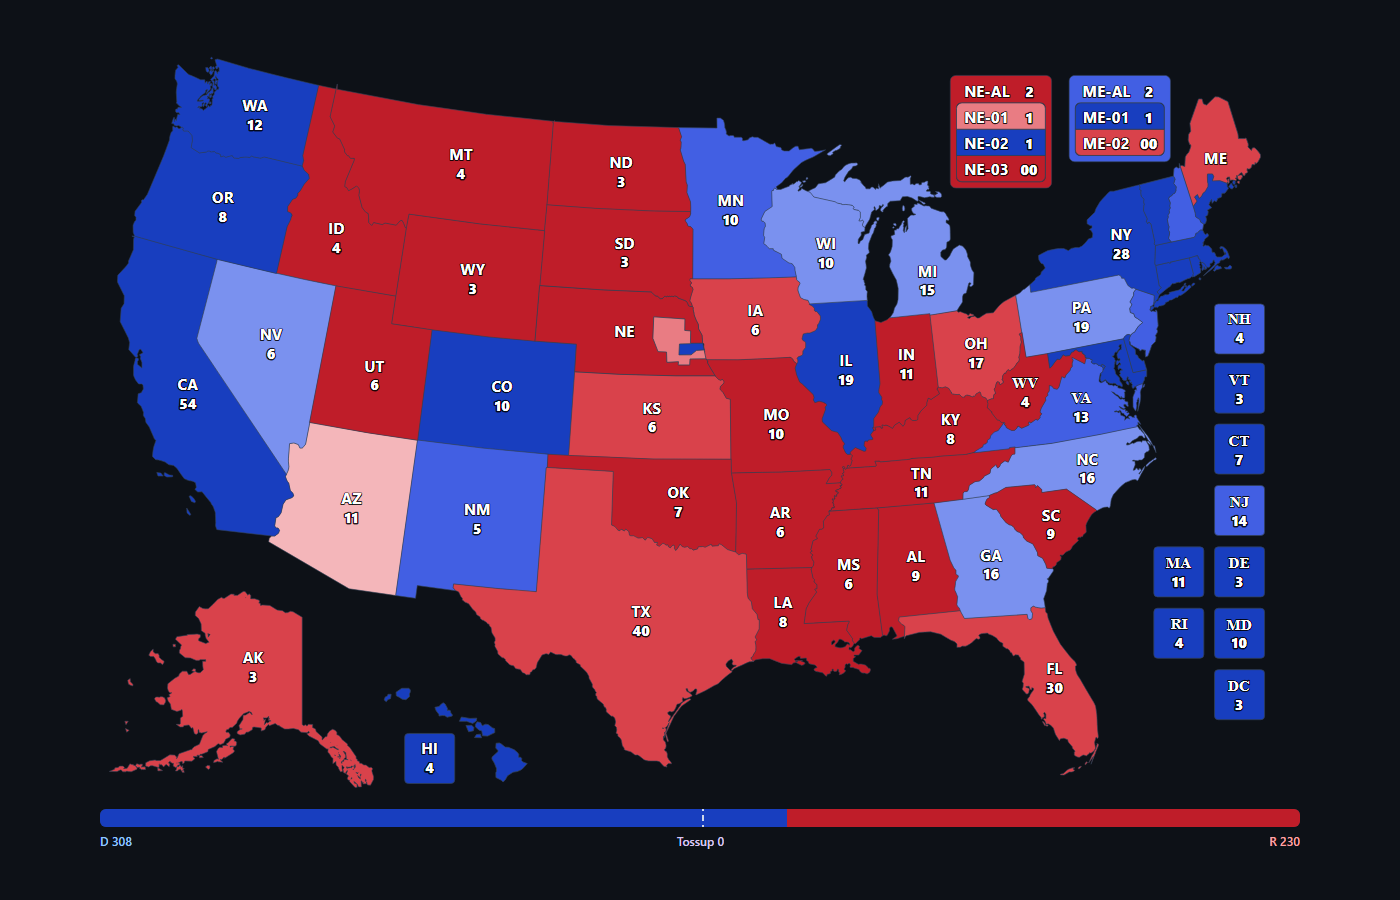 WA
12
OR
8
CA
54
NV
6
ID
4
MT
4
WY
3
UT
6
CO
10
AZ
11
NM
5
ND
3
SD
3
NE
KS
6
OK
7
TX
40
MN
10
IA
6
MO
10
AR
6
LA
8
WI
10
IL
19
MI
15
IN
11
OH
17
KY
8
TN
11
MS
6
AL
9
GA
16
FL
30
SC
9
NC
16
VA
13
WV
4
PA
19
NY
28
ME
AK
3
HI
4
NE-AL 2
NE-01 1
NE-02 1
NE-03 00
ME-AL 2
ME-01 1
ME-02 00
NH
4
VT
3
CT
7
NJ
14
MA
11
DE
3
RI
4
MD
10
DC
3
D 308
Tossup 0
R 230